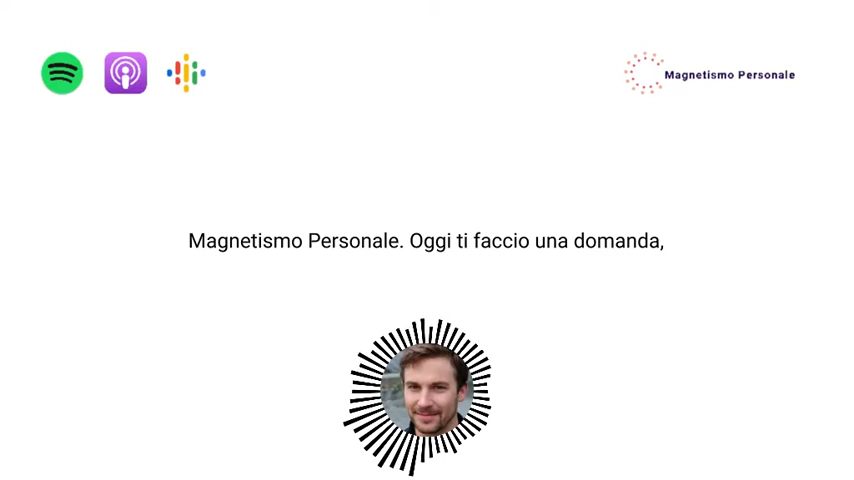 Magnetismo Personale
Magnetismo Personale. Oggi ti faccio una domanda,